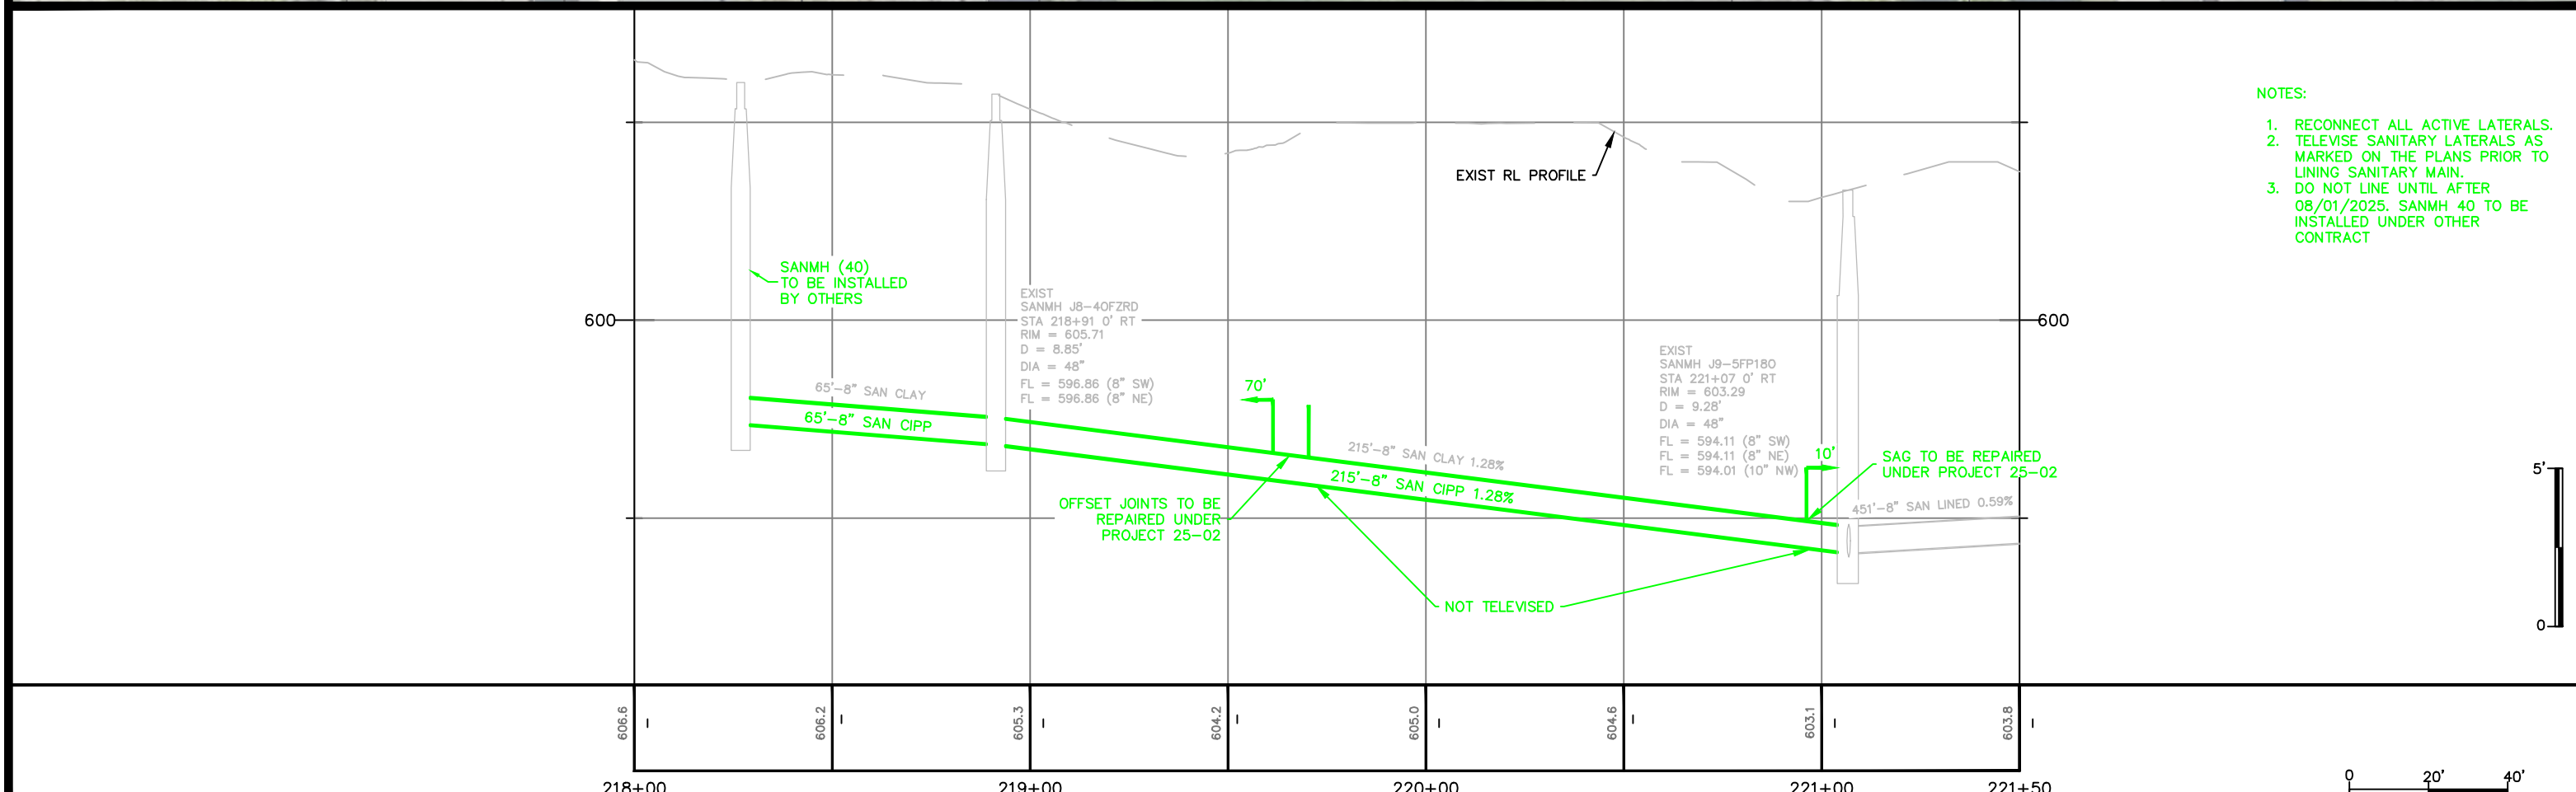 NOTES:
1. RECONNECT ALL ACTIVE LATERALS.
2. TELEVISE SANITARY LATERALS AS
MARKED ON THE PLANS PRIOR TO
LINING SANITARY MAIN.
3. DO NOT LINE UNTIL AFTER
08/01/2025. SANMH 40 TO BE
INSTALLED UNDER OTHER
CONTRACT
EXIST RL PROFILE
SANMH (40)
TO BE INSTALLED
BY OTHERS
EXIST
SANMH J8-40FZRD
STA 218+91 0' RT
RIM = 605.71
D = 8.85'
DIA = 48"
FL = 596.86 (8" SW)
FL = 596.86 (8" NE)
600
600
EXIST
SANMH J9-5FP180
STA 221+07 0' RT
RIM = 603.29
D = 9.28'
DIA = 48"
FL = 594.11 (8" SW)
FL = 594.11 (8" NE)
FL = 594.01 (10" NW)
65'-8" SAN CLAY
65'-8" SAN CIPP
70'
215'-8" SAN CLAY 1.28%
215'-8" SAN CIPP 1.28%
10'
SAG TO BE REPAIRED
UNDER PROJECT 25-02
451'-8" SAN LINED 0.59%
OFFSET JOINTS TO BE
REPAIRED UNDER
PROJECT 25-02
NOT TELEVISED
5'
0
606.6
606.2
605.3
604.2
605.0
604.6
603.1
603.8
218+00
219+00
220+00
221+00
221+50
0 20' 40'